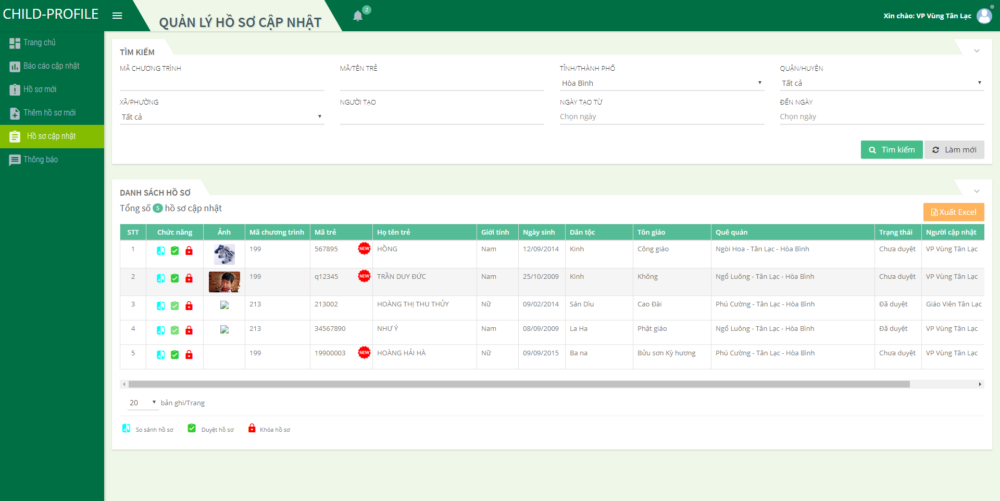 CHILD-PROFILE
QUẢN LÝ HỒ SƠ CẬP NHẬT
2
Xin chào: VP Vùng Tân Lạc
Trang chủ
Báo cáo cập nhật
Hồ sơ mới
Thêm hồ sơ mới
Hồ sơ cập nhật
Thông báo
TÌM KIẾM
MÃ CHƯƠNG TRÌNH MÃ/TÊN TRẺ TỈNH/THÀNH PHỐ QUẬN/HUYỆN
Hòa Bình Tất cả
XÃ/PHƯỜNG NGƯỜI TẠO NGÀY TẠO TỪ ĐẾN NGÀY
Tất cả Chọn ngày Chọn ngày
Tìm kiếm Làm mới
DANH SÁCH HỒ SƠ
Tổng số 5 hồ sơ cập nhật
Xuất Excel
STT Chức năng Ảnh Mã chương trình Mã trẻ Họ tên trẻ Giới tính Ngày sinh Dân tộc Tôn giáo Quê quán Trạng thái Người cập nhật
1 199 567895 NEW HỒNG Nam 12/09/2014 Kinh Công giáo Ngòi Hoa - Tân Lạc - Hòa Bình Chưa duyệt VP Vùng Tân Lạc
2 199 q12345 NEW TRẦN DUY ĐỨC Nam 25/10/2009 Kinh Không Ngổ Luông - Tân Lạc - Hòa Bình Chưa duyệt VP Vùng Tân Lạc
3 213 213002 HOÀNG THỊ THU THỦY Nữ 09/02/2014 Sán Dìu Cao Đài Phú Cường - Tân Lạc - Hòa Bình Đã duyệt Giáo Viên Tân Lạc
4 213 34567890 NHƯ Ý Nam 08/09/2009 La Ha Phật giáo Ngổ Luông - Tân Lạc - Hòa Bình Đã duyệt VP Vùng Tân Lạc
5 199 19900003 NEW HOÀNG HẢI HÀ Nữ 09/09/2015 Ba na Bửu sơn Kỳ hương Phú Cường - Tân Lạc - Hòa Bình Chưa duyệt VP Vùng Tân Lạc
20 bản ghi/Trang
So sánh hồ sơ Duyệt hồ sơ Khóa hồ sơ